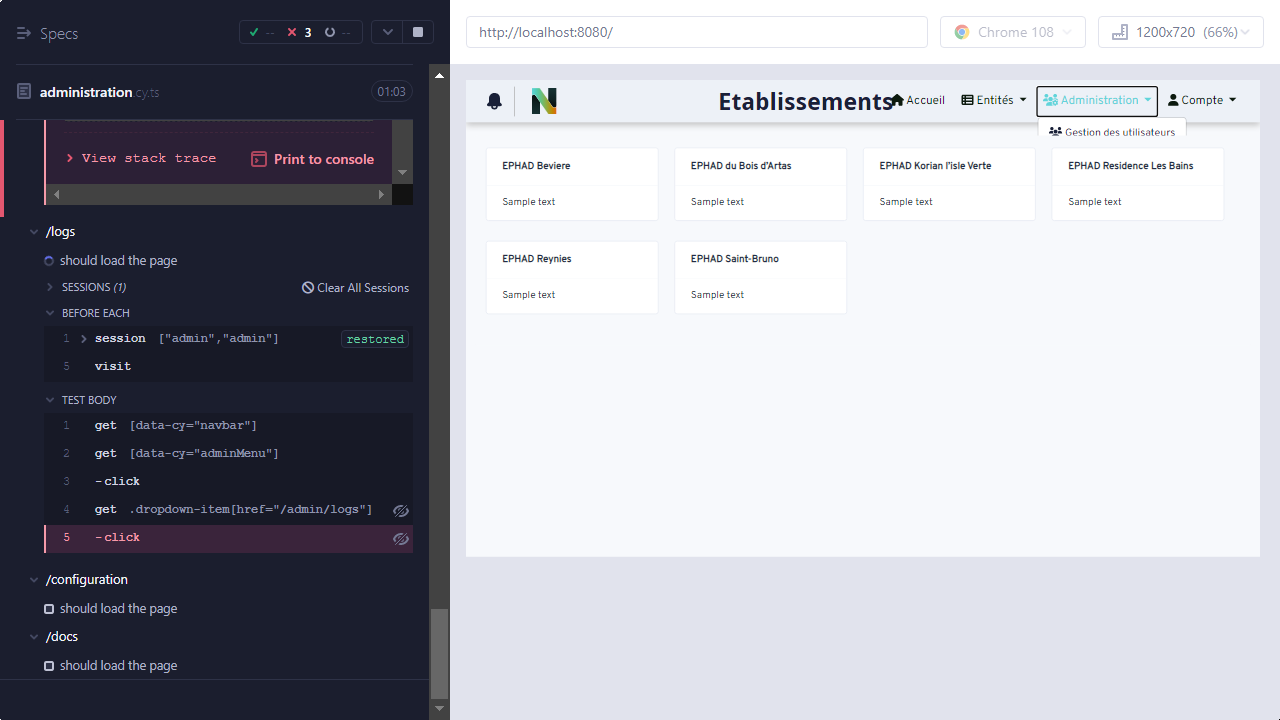 Specs
-- 3 --
administration.cy.ts 01:03
View stack trace
Print to console
/logs
should load the page
SESSIONS (1) Clear All Sessions
BEFORE EACH
1 session ["admin","admin"] restored
5 visit
TEST BODY
1 get [data-cy="navbar"]
2 get [data-cy="adminMenu"]
3 -click
4 get .dropdown-item[href="/admin/logs"]
5 -click
/configuration
should load the page
/docs
should load the page
http://localhost:8080/
Chrome 108
1200x720 (66%)
N
Etablissements
Accueil
Entités
Administration
Compte
Gestion des utilisateurs
EPHAD Beviere
Sample text
EPHAD du Bois d'Artas
Sample text
EPHAD Korian l'isle Verte
Sample text
EPHAD Residence Les Bains
Sample text
EPHAD Reynies
Sample text
EPHAD Saint-Bruno
Sample text